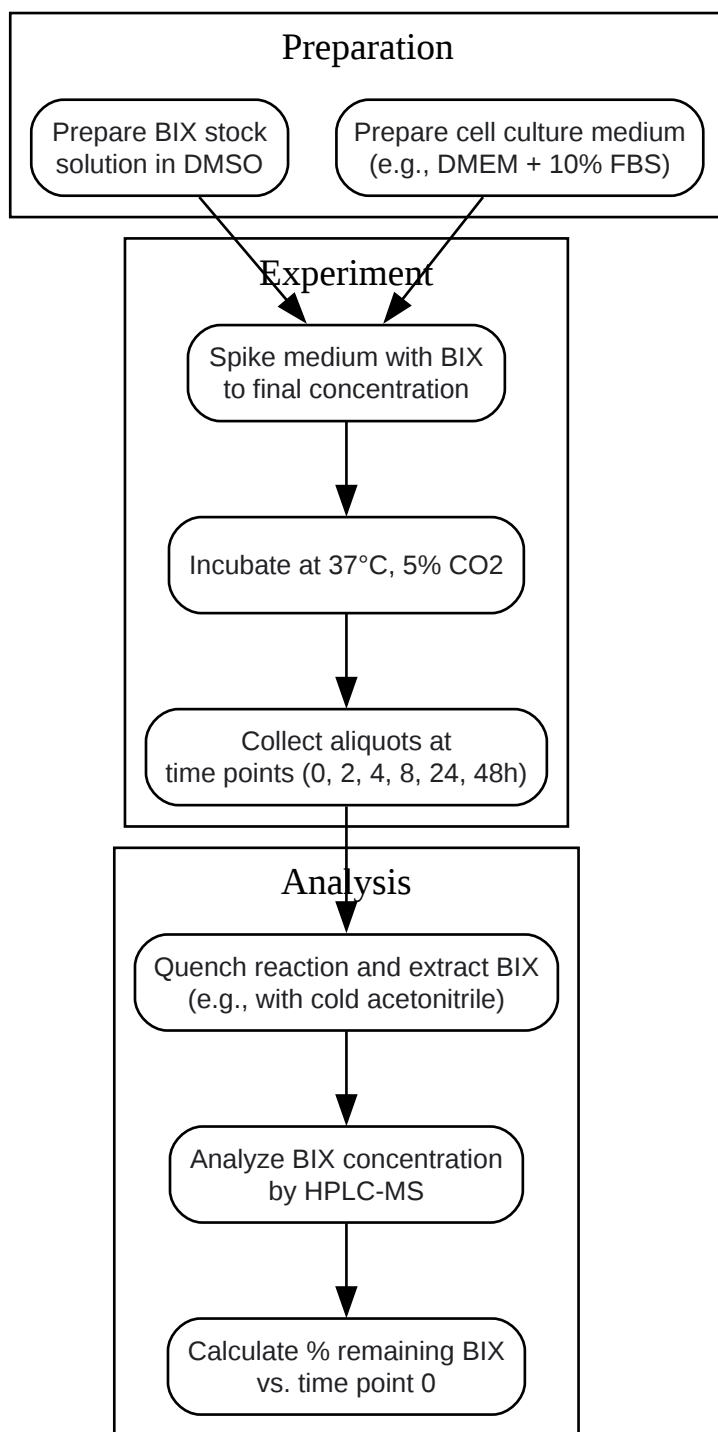 Preparation
Prepare BIX stock
solution in DMSO
Prepare cell culture medium
(e.g., DMEM + 10% FBS)
Experiment
Spike medium with BIX
to final concentration
Incubate at 37°C, 5% CO2
Collect aliquots at
time points (0, 2, 4, 8, 24, 48h)
Analysis
Quench reaction and extract BIX
(e.g., with cold acetonitrile)
Analyze BIX concentration
by HPLC-MS
Calculate % remaining BIX
vs. time point 0